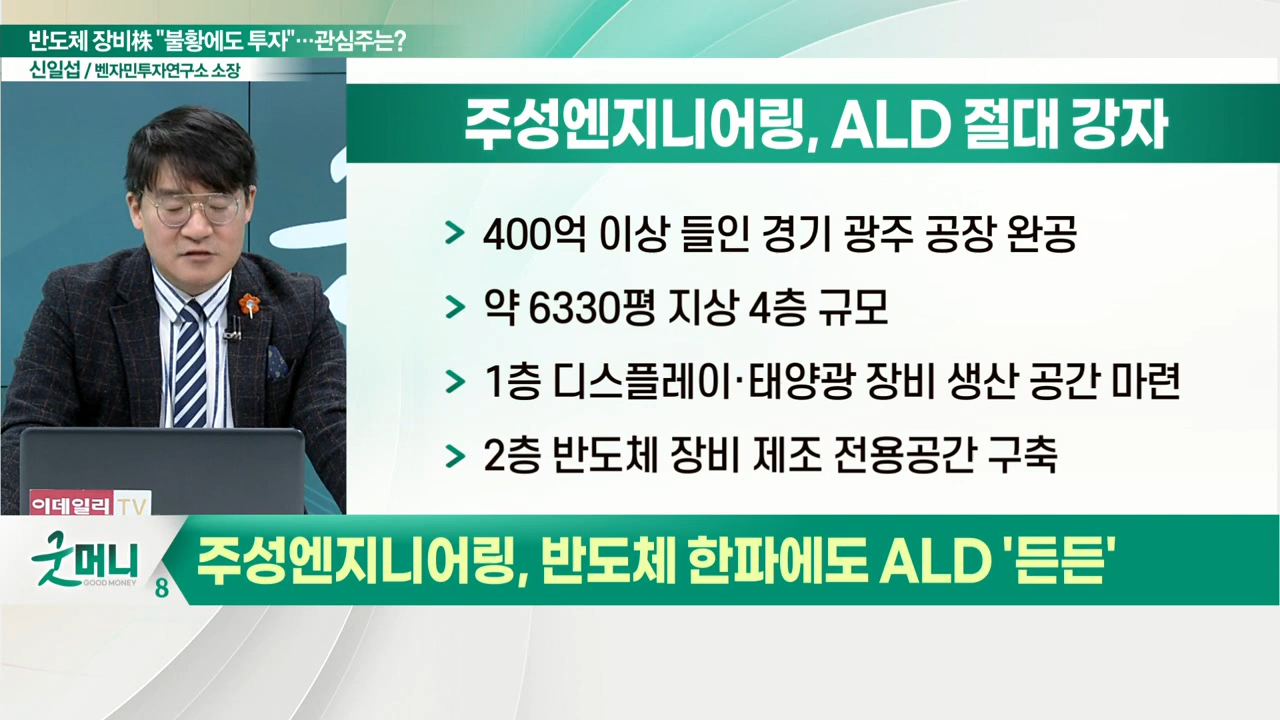 반도체 장비株 "불황에도 투자"…관심주는?
신일섭 / 벤자민투자연구소 소장
주성엔지니어링, ALD 절대 강자
> 400억 이상 들인 경기 광주 공장 완공
> 약 6330평 지상 4층 규모
> 1층 디스플레이·태양광 장비 생산 공간 마련
> 2층 반도체 장비 제조 전용공간 구축
이데일리 TV
굿머니
GOOD MONEY
8
주성엔지니어링, 반도체 한파에도 ALD '든든'